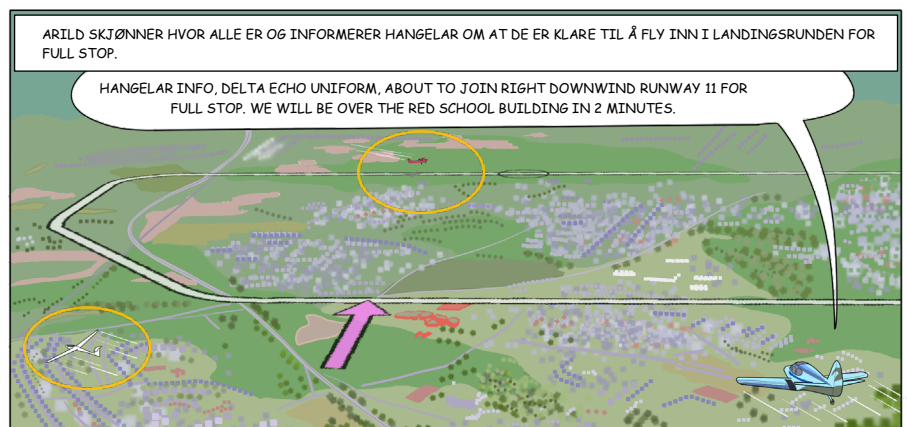 ARILD SKJØNNER HVOR ALLE ER OG INFORMERER HANGELAR OM AT DE ER KLARE TIL Å FLY INN I LANDINGSRUNDEN FOR
FULL STOP.
HANGELAR INFO, DELTA ECHO UNIFORM, ABOUT TO JOIN RIGHT DOWNWIND RUNWAY 11 FOR
FULL STOP. WE WILL BE OVER THE RED SCHOOL BUILDING IN 2 MINUTES.